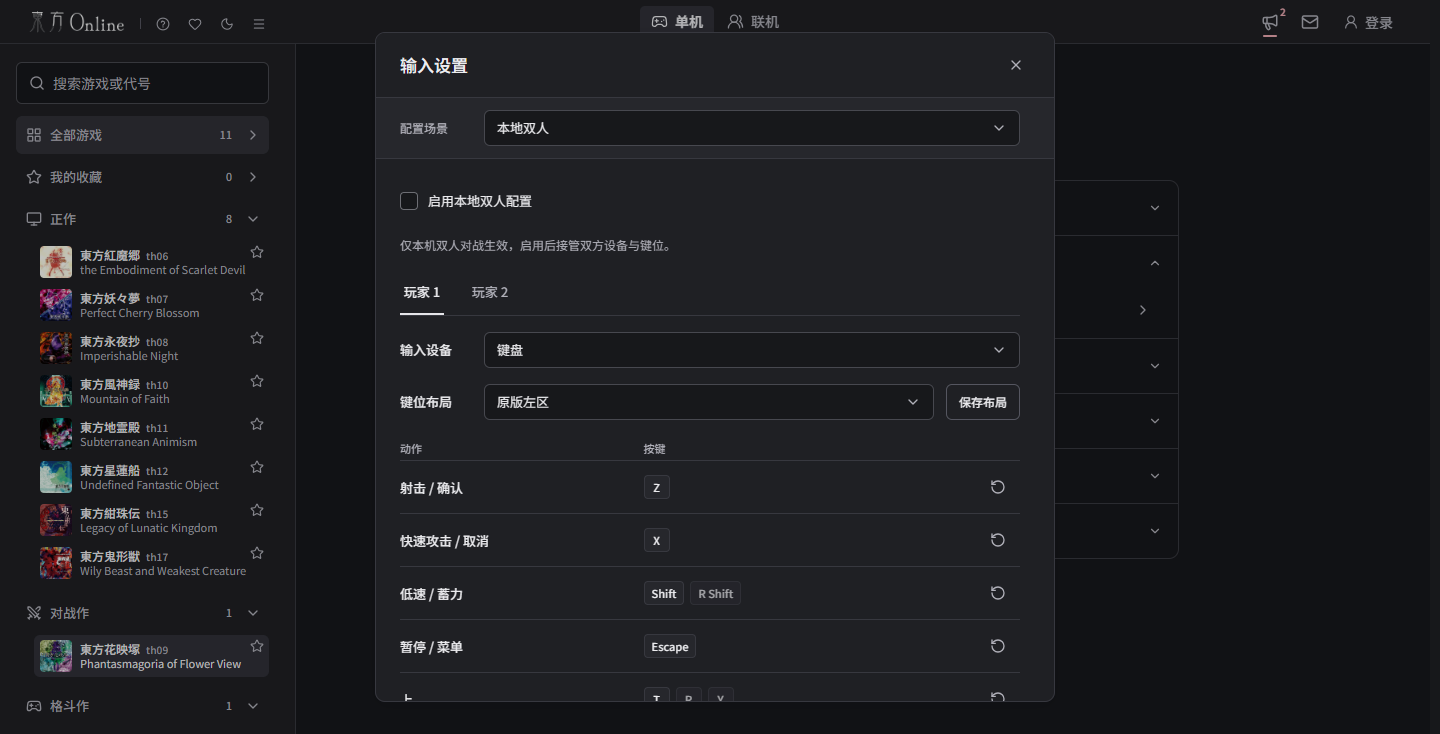 東方Online
单机
联机
2
登录
搜索游戏或代号
全部游戏 11
我的收藏 0
正作 8
東方紅魔郷 th06
the Embodiment of Scarlet Devil
東方妖々夢 th07
Perfect Cherry Blossom
東方永夜抄 th08
Imperishable Night
東方風神録 th10
Mountain of Faith
東方地霊殿 th11
Subterranean Animism
東方星蓮船 th12
Undefined Fantastic Object
東方紺珠伝 th15
Legacy of Lunatic Kingdom
東方鬼形獣 th17
Wily Beast and Weakest Creature
对战作 1
東方花映塚 th09
Phantasmagoria of Flower View
格斗作 1
输入设置
配置场景 本地双人
启用本地双人配置
仅本机双人对战生效，启用后接管双方设备与键位。
玩家 1 玩家 2
输入设备 键盘
键位布局 原版左区 保存布局
动作 按键
射击 / 确认 Z
快速攻击 / 取消 X
低速 / 蓄力 Shift R Shift
暂停 / 菜单 Escape
上 T R Y